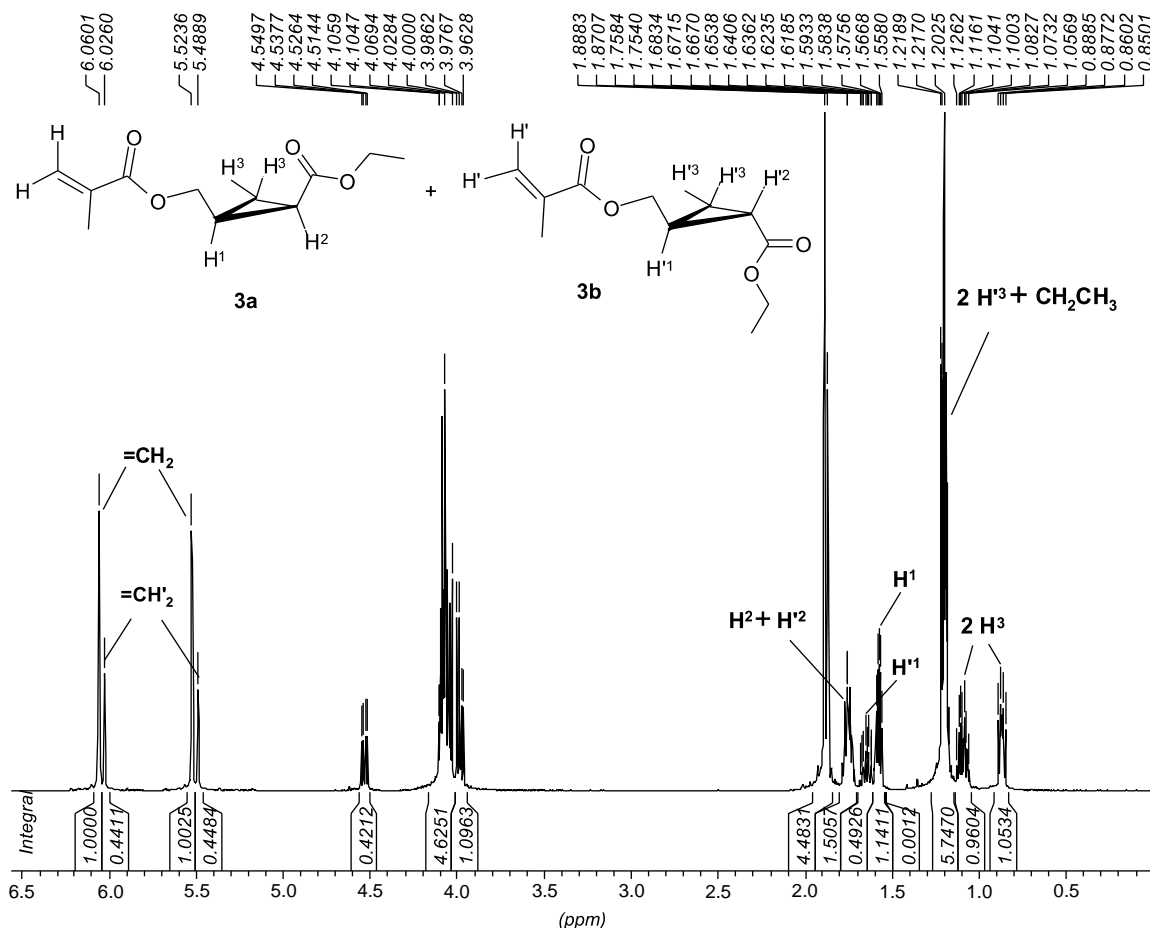 6.0601
6.0260
5.5236
5.4889
4.5497
4.5377
4.5264
4.5144
4.1059
4.1047
4.0694
4.0284
4.0000
3.9862
3.9767
3.9628
1.8883
1.8707
1.7584
1.7540
1.6834
1.6715
1.6670
1.6538
1.6406
1.6362
1.6235
1.6185
1.5933
1.5838
1.5756
1.5668
1.5580
1.2189
1.2170
1.2025
1.1262
1.1161
1.1041
1.1003
1.0827
1.0732
1.0569
0.8885
0.8772
0.8602
0.8501
H
H
O
O
H³
H³
O
O
H¹
H²
3a
+
H'
H'
O
O
H'³
H'³
H'²
H'¹
O
O
3b
2 H'³ + CH₂CH₃
=CH₂
=CH'₂
H² + H'²
H¹
H'¹
2 H³
Integral
1.0000
0.4411
1.0025
0.4484
0.4212
4.6251
1.0963
4.4831
1.5057
0.4926
1.1411
0.0012
5.7470
0.9604
1.0534
6.5 6.0 5.5 5.0 4.5 4.0 3.5 3.0 2.5 2.0 1.5 1.0 0.5
(ppm)